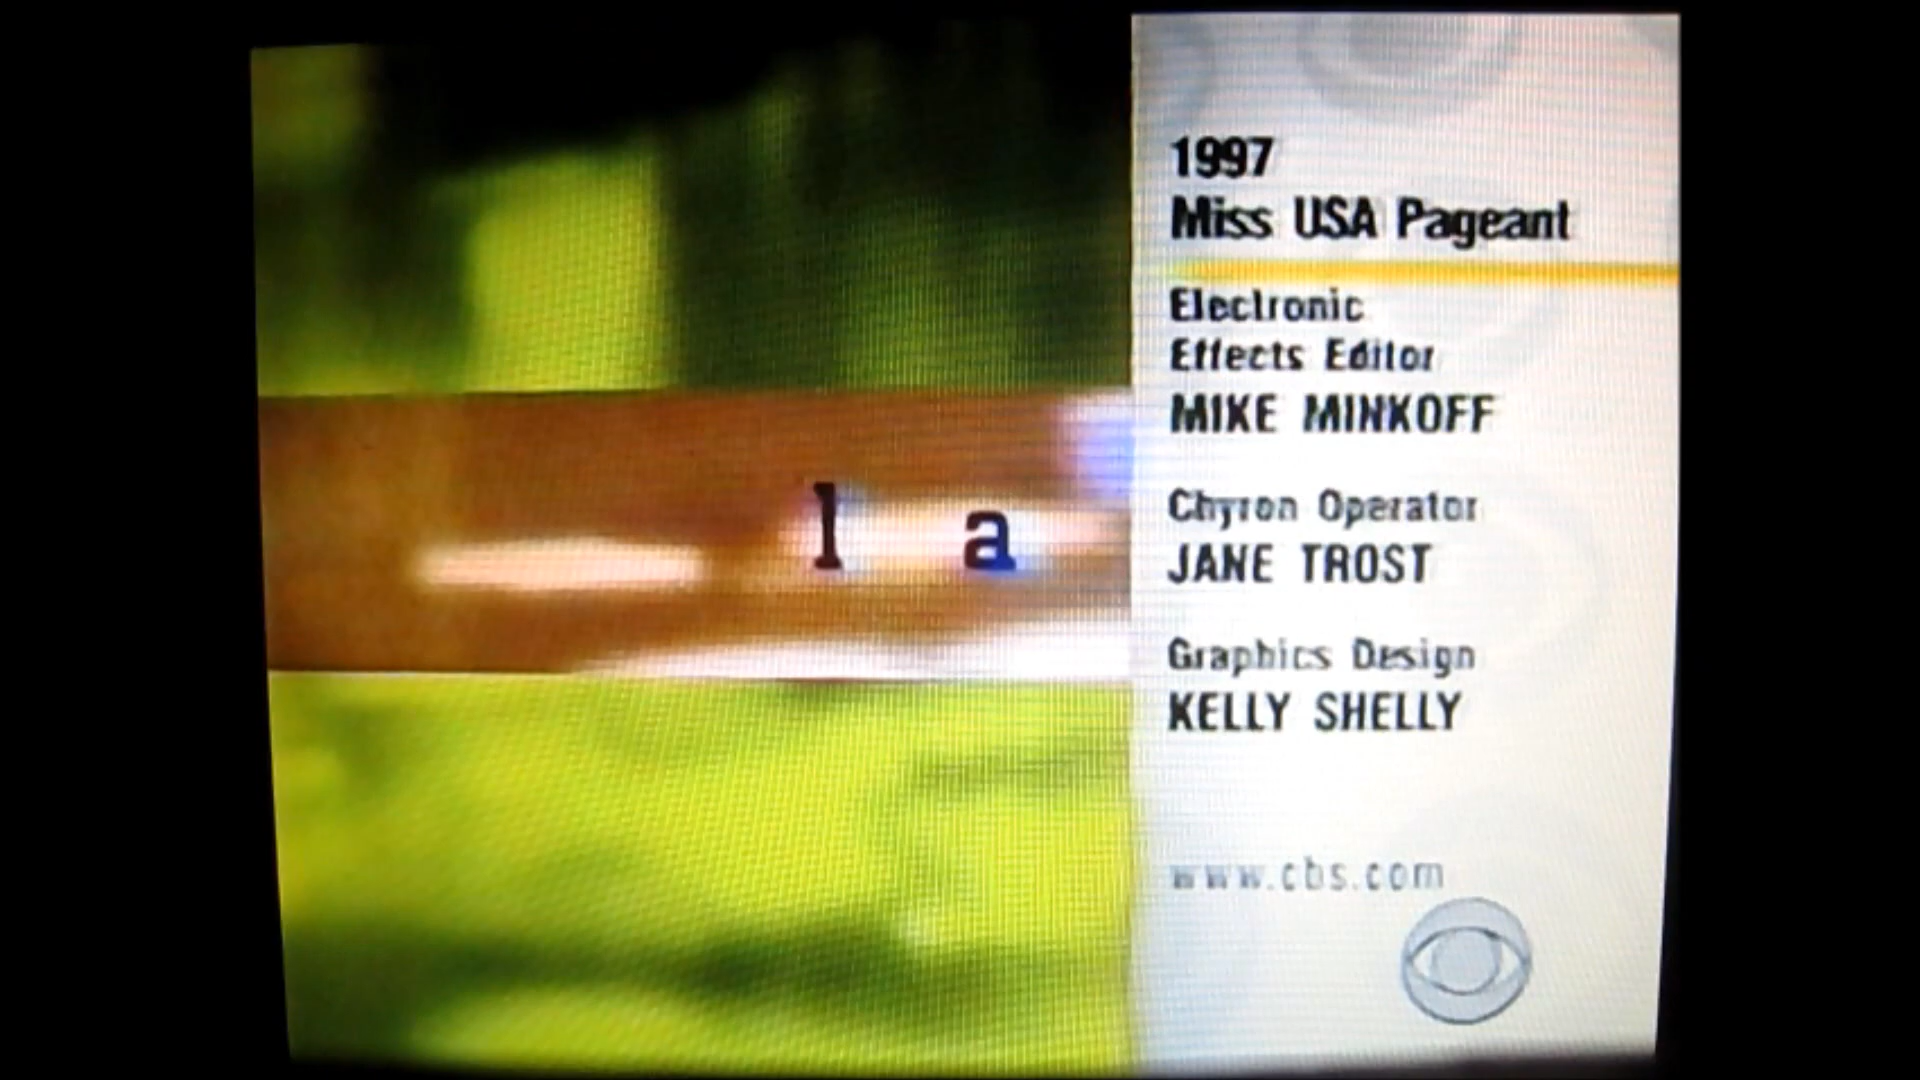 l a
1997
Miss USA Pageant
Electronic
Effects Editor
MIKE MINKOFF
Chyron Operator
JANE TROST
Graphics Design
KELLY SHELLY
www.cbs.com